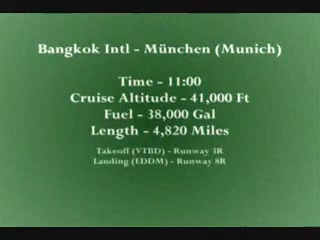 Bangkok Intl - München (Munich)
Time - 11:00
Cruise Altitude - 41,000 Ft
Fuel - 38,000 Gal
Length - 4,820 Miles
Takeoff (VTBD) - Runway 3R
Landing (EDDM) - Runway 8R